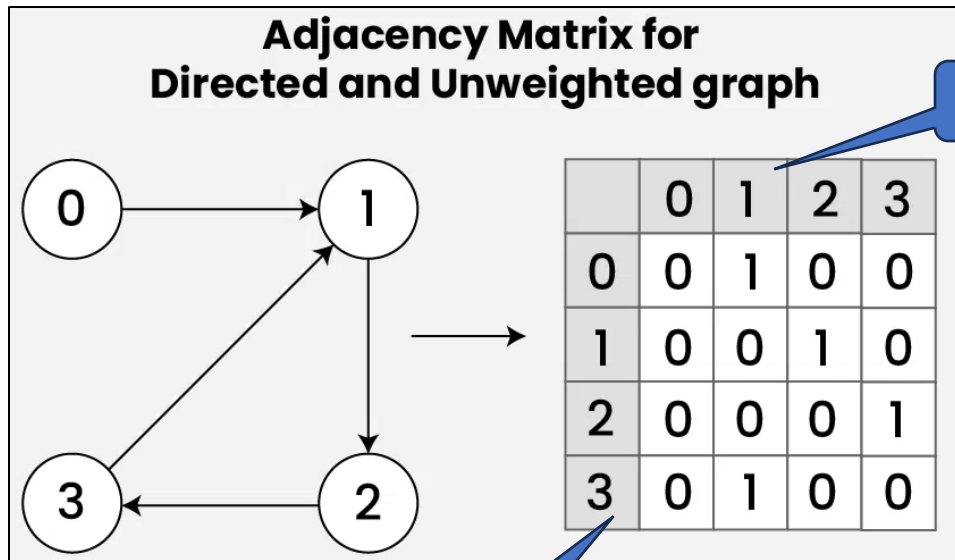 Adjacency Matrix for
Directed and Unweighted graph
0 1
3 2
0 1 2 3
0 0 1 0 0
1 0 0 1 0
2 0 0 0 1
3 0 1 0 0